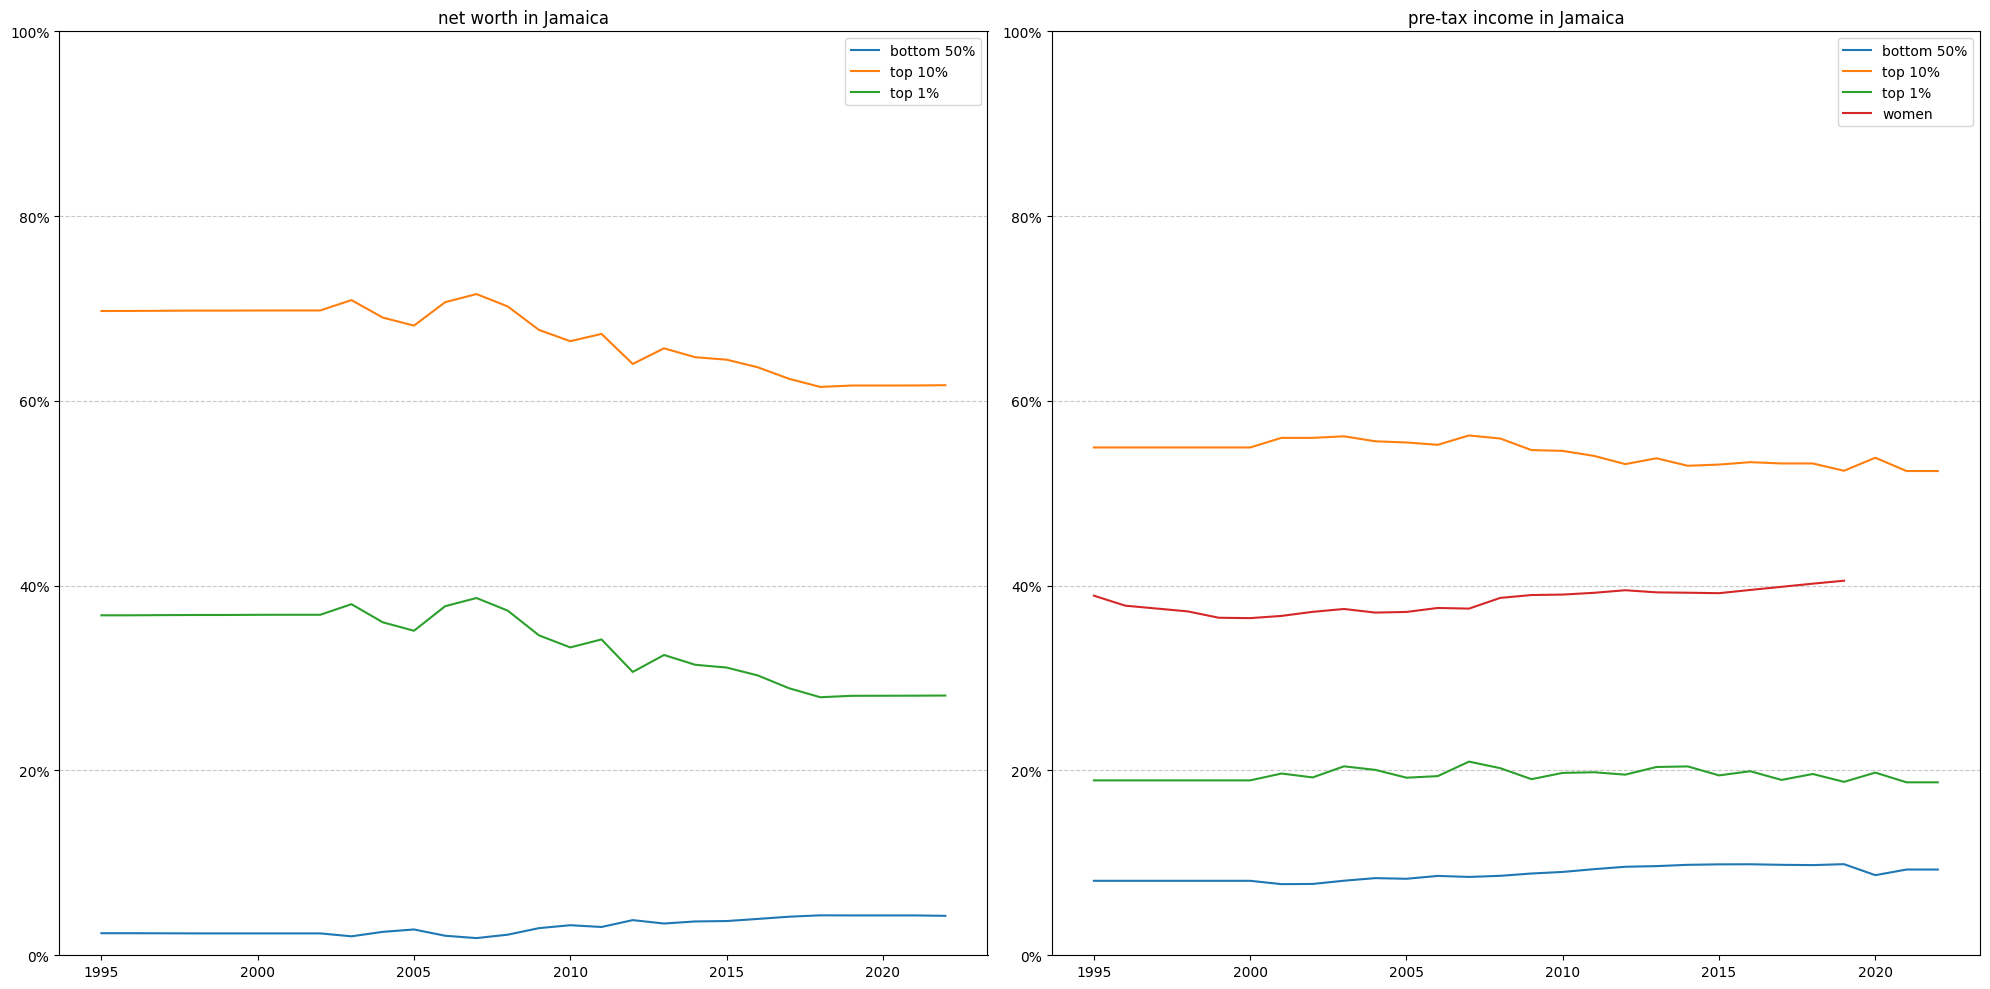 net worth in Jamaica
100%
80%
60%
40%
20%
0%
1995 2000 2005 2010 2015 2020
bottom 50%
top 10%
top 1%
pre-tax income in Jamaica
100%
80%
60%
40%
20%
0%
1995 2000 2005 2010 2015 2020
bottom 50%
top 10%
top 1%
women